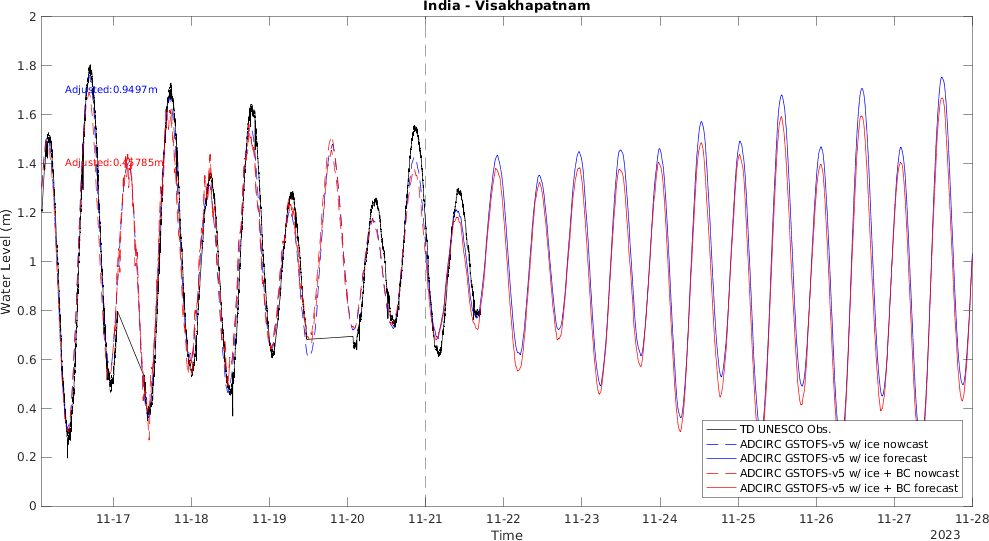 India - Visakhapatnam
2
1.8
1.6
1.4
1.2
1
0.8
0.6
0.4
0.2
0
Water Level (m)
Adjusted:0.9497m
TD UNESCO Obs.
ADCIRC GSTOFS-v5 w/ ice nowcast
ADCIRC GSTOFS-v5 w/ ice forecast
ADCIRC GSTOFS-v5 w/ ice + BC nowcast
ADCIRC GSTOFS-v5 w/ ice + BC forecast
11-17
11-18
11-19
11-20
11-21
11-22
11-23
11-24
11-25
11-26
11-27
11-28
Time
2023